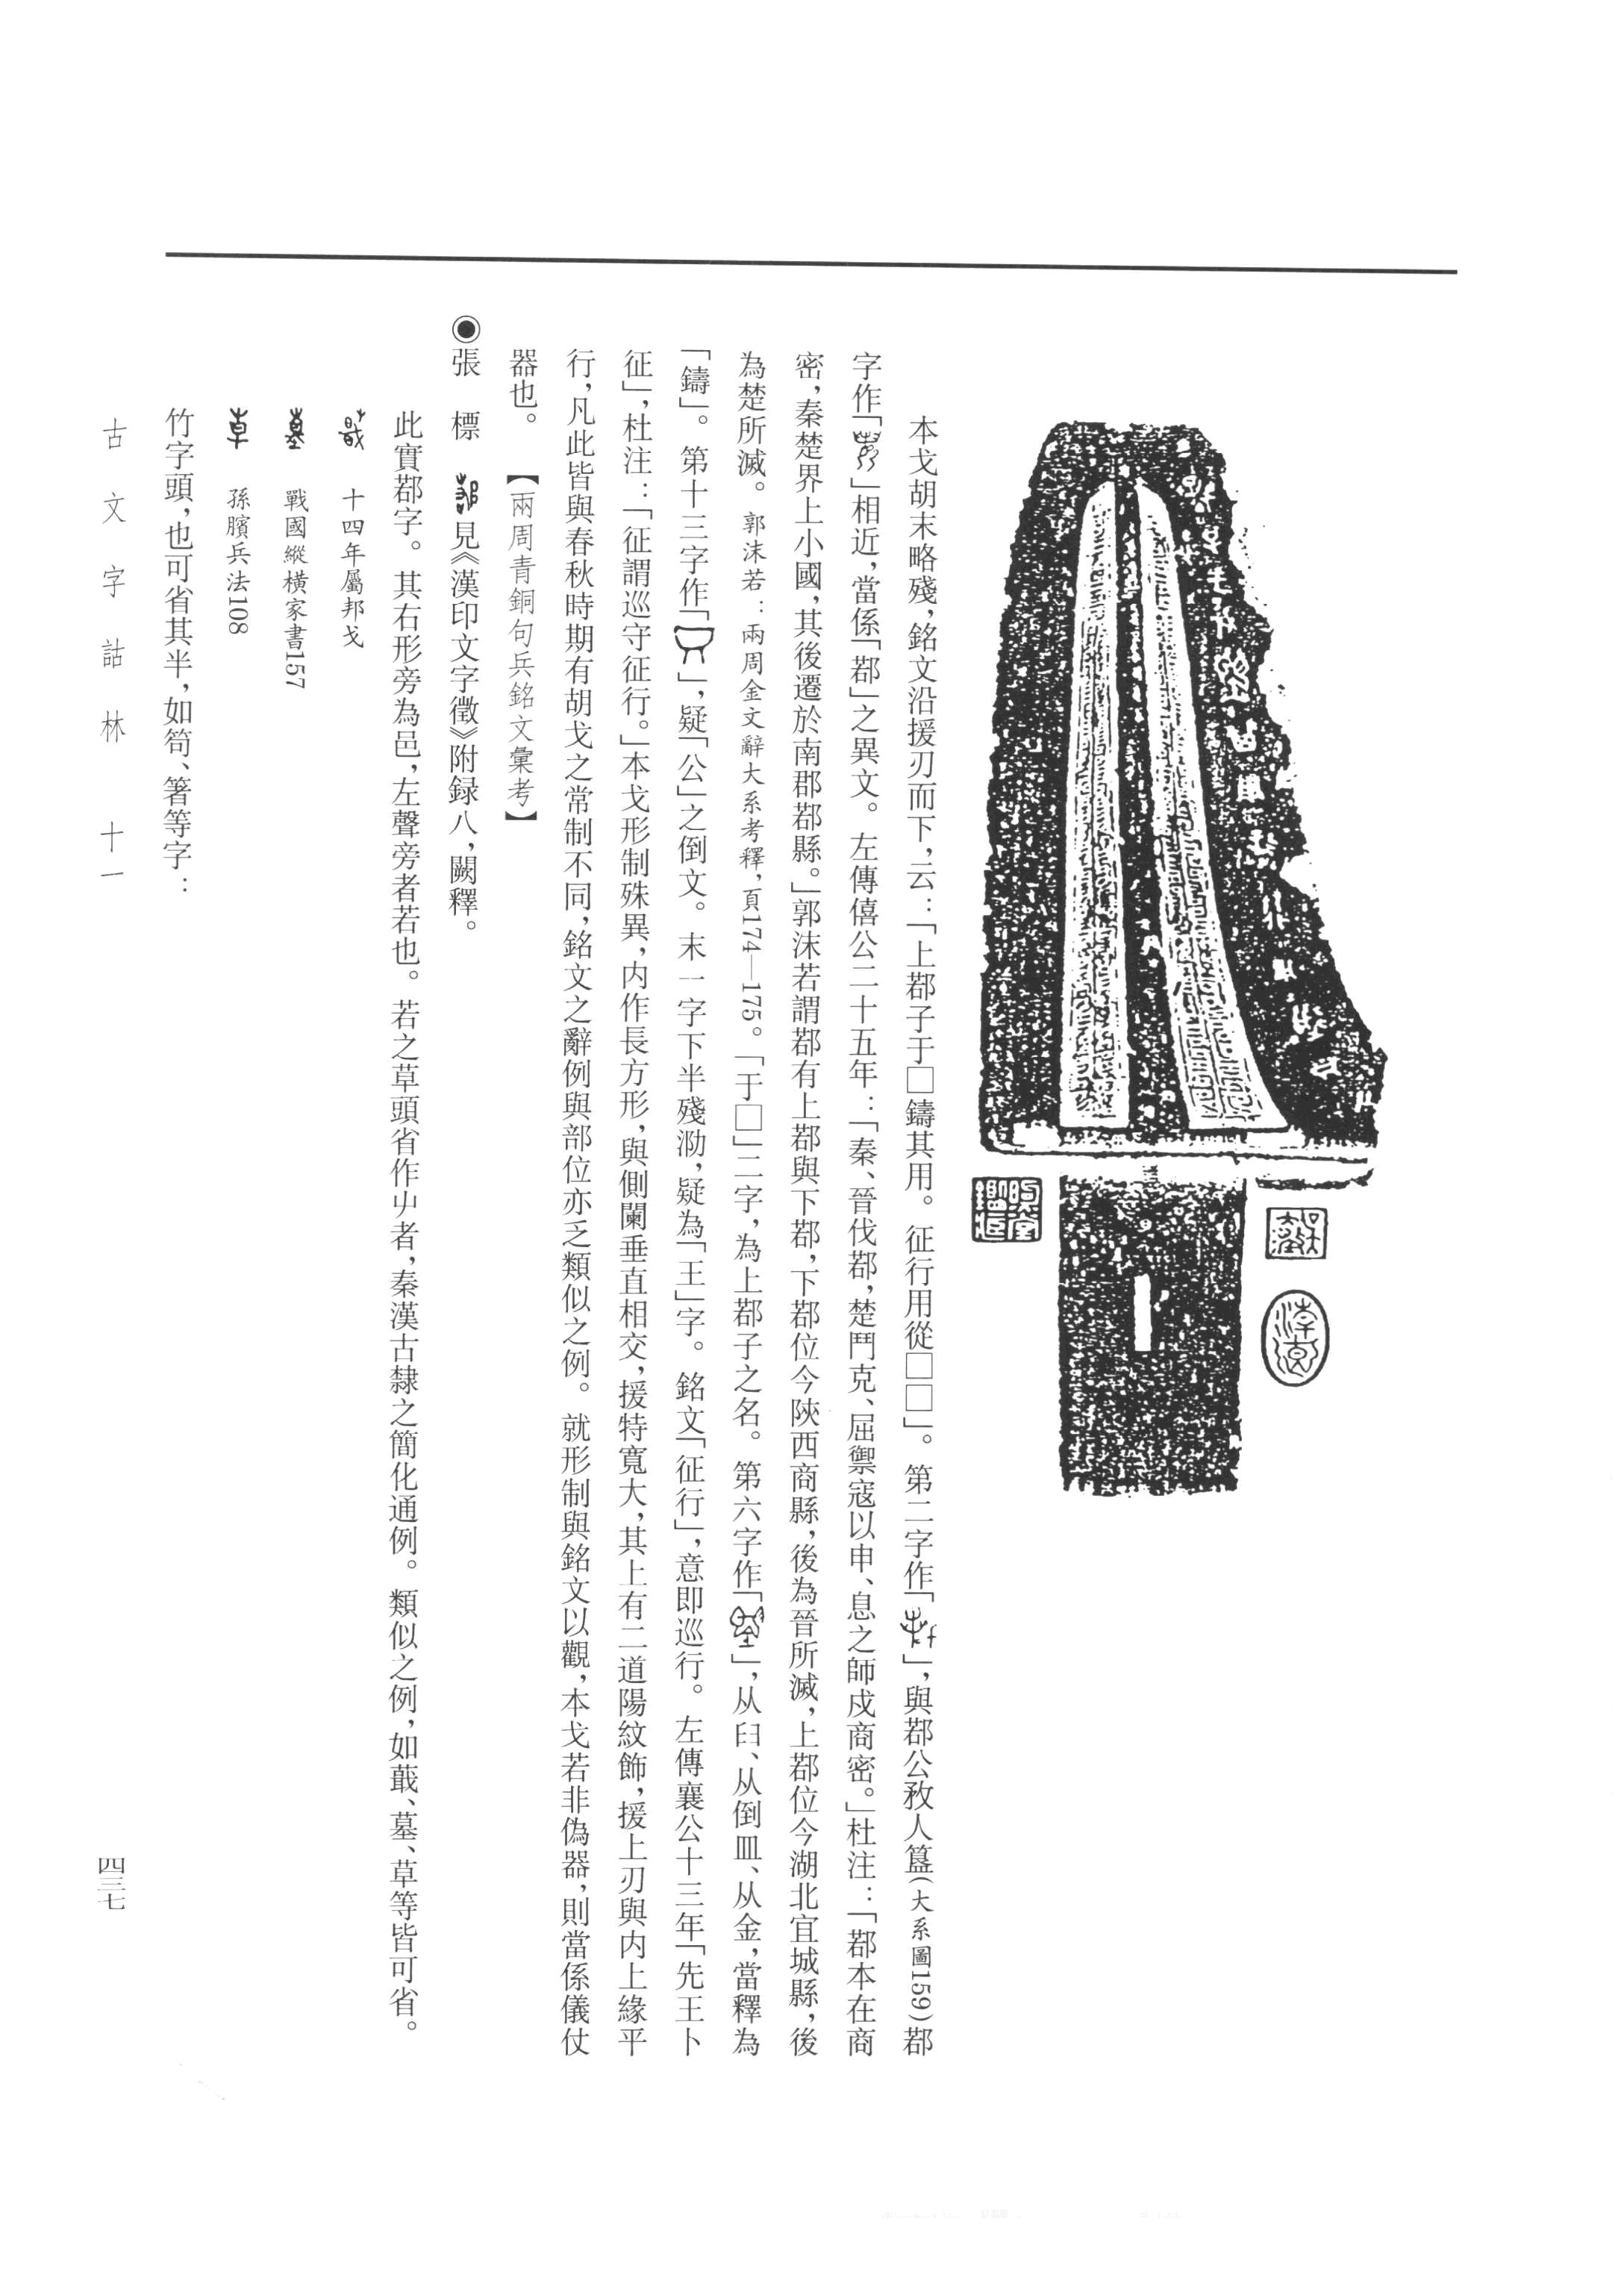 本戈胡末略殘，銘文沿援刃而下，云：「上鄀子于□鑄其用。征行用從□□」。第二字作「」，與鄀公敄人簋（大系圖159）鄀
字作「」相近，當係「鄀」之異文。左傳僖公二十五年：「秦、晉伐鄀，楚鬥克、屈禦寇以申、息之師戍商密。」杜注：「鄀本在商
密，秦楚界上小國，其後遷於南郡鄀縣。」郭沫若謂鄀有上鄀與下鄀，下鄀位今陝西商縣，後為晉所滅，上鄀位今湖北宜城縣，後
為楚所滅。郭沫若：兩周金文辭大系考釋，頁174—175。「于□」二字，為上鄀子之名。第六字作「」，从臼、从倒皿、从金，當釋為
「鑄」。第十三字作「」，疑「公」之倒文。末一字下半殘泐，疑為「王」字。銘文「征行」，意即巡行。左傳襄公十三年「先王卜
征」，杜注：「征謂巡守征行。」本戈形制殊異，內作長方形，與側闌垂直相交，援特寬大，其上有二道陽紋飾，援上刃與內上緣平
行，凡此皆與春秋時期有胡戈之常制不同，銘文之辭例與部位亦乏類似之例。就形制與銘文以觀，本戈若非偽器，則當係儀仗
器也。【兩周青銅句兵銘文彙考】
◉張　標　見《漢印文字徵》附録八，闕釋。
此實鄀字。其右形旁為邑，左聲旁者若也。若之草頭省作屮者，秦漢古隸之簡化通例。類似之例，如蕺、墓、草等皆可省。
十四年屬邦戈
戰國縱橫家書157
孫臏兵法108
竹字頭，也可省其半，如笱、箸等字：
古文字詁林　十一
四三七